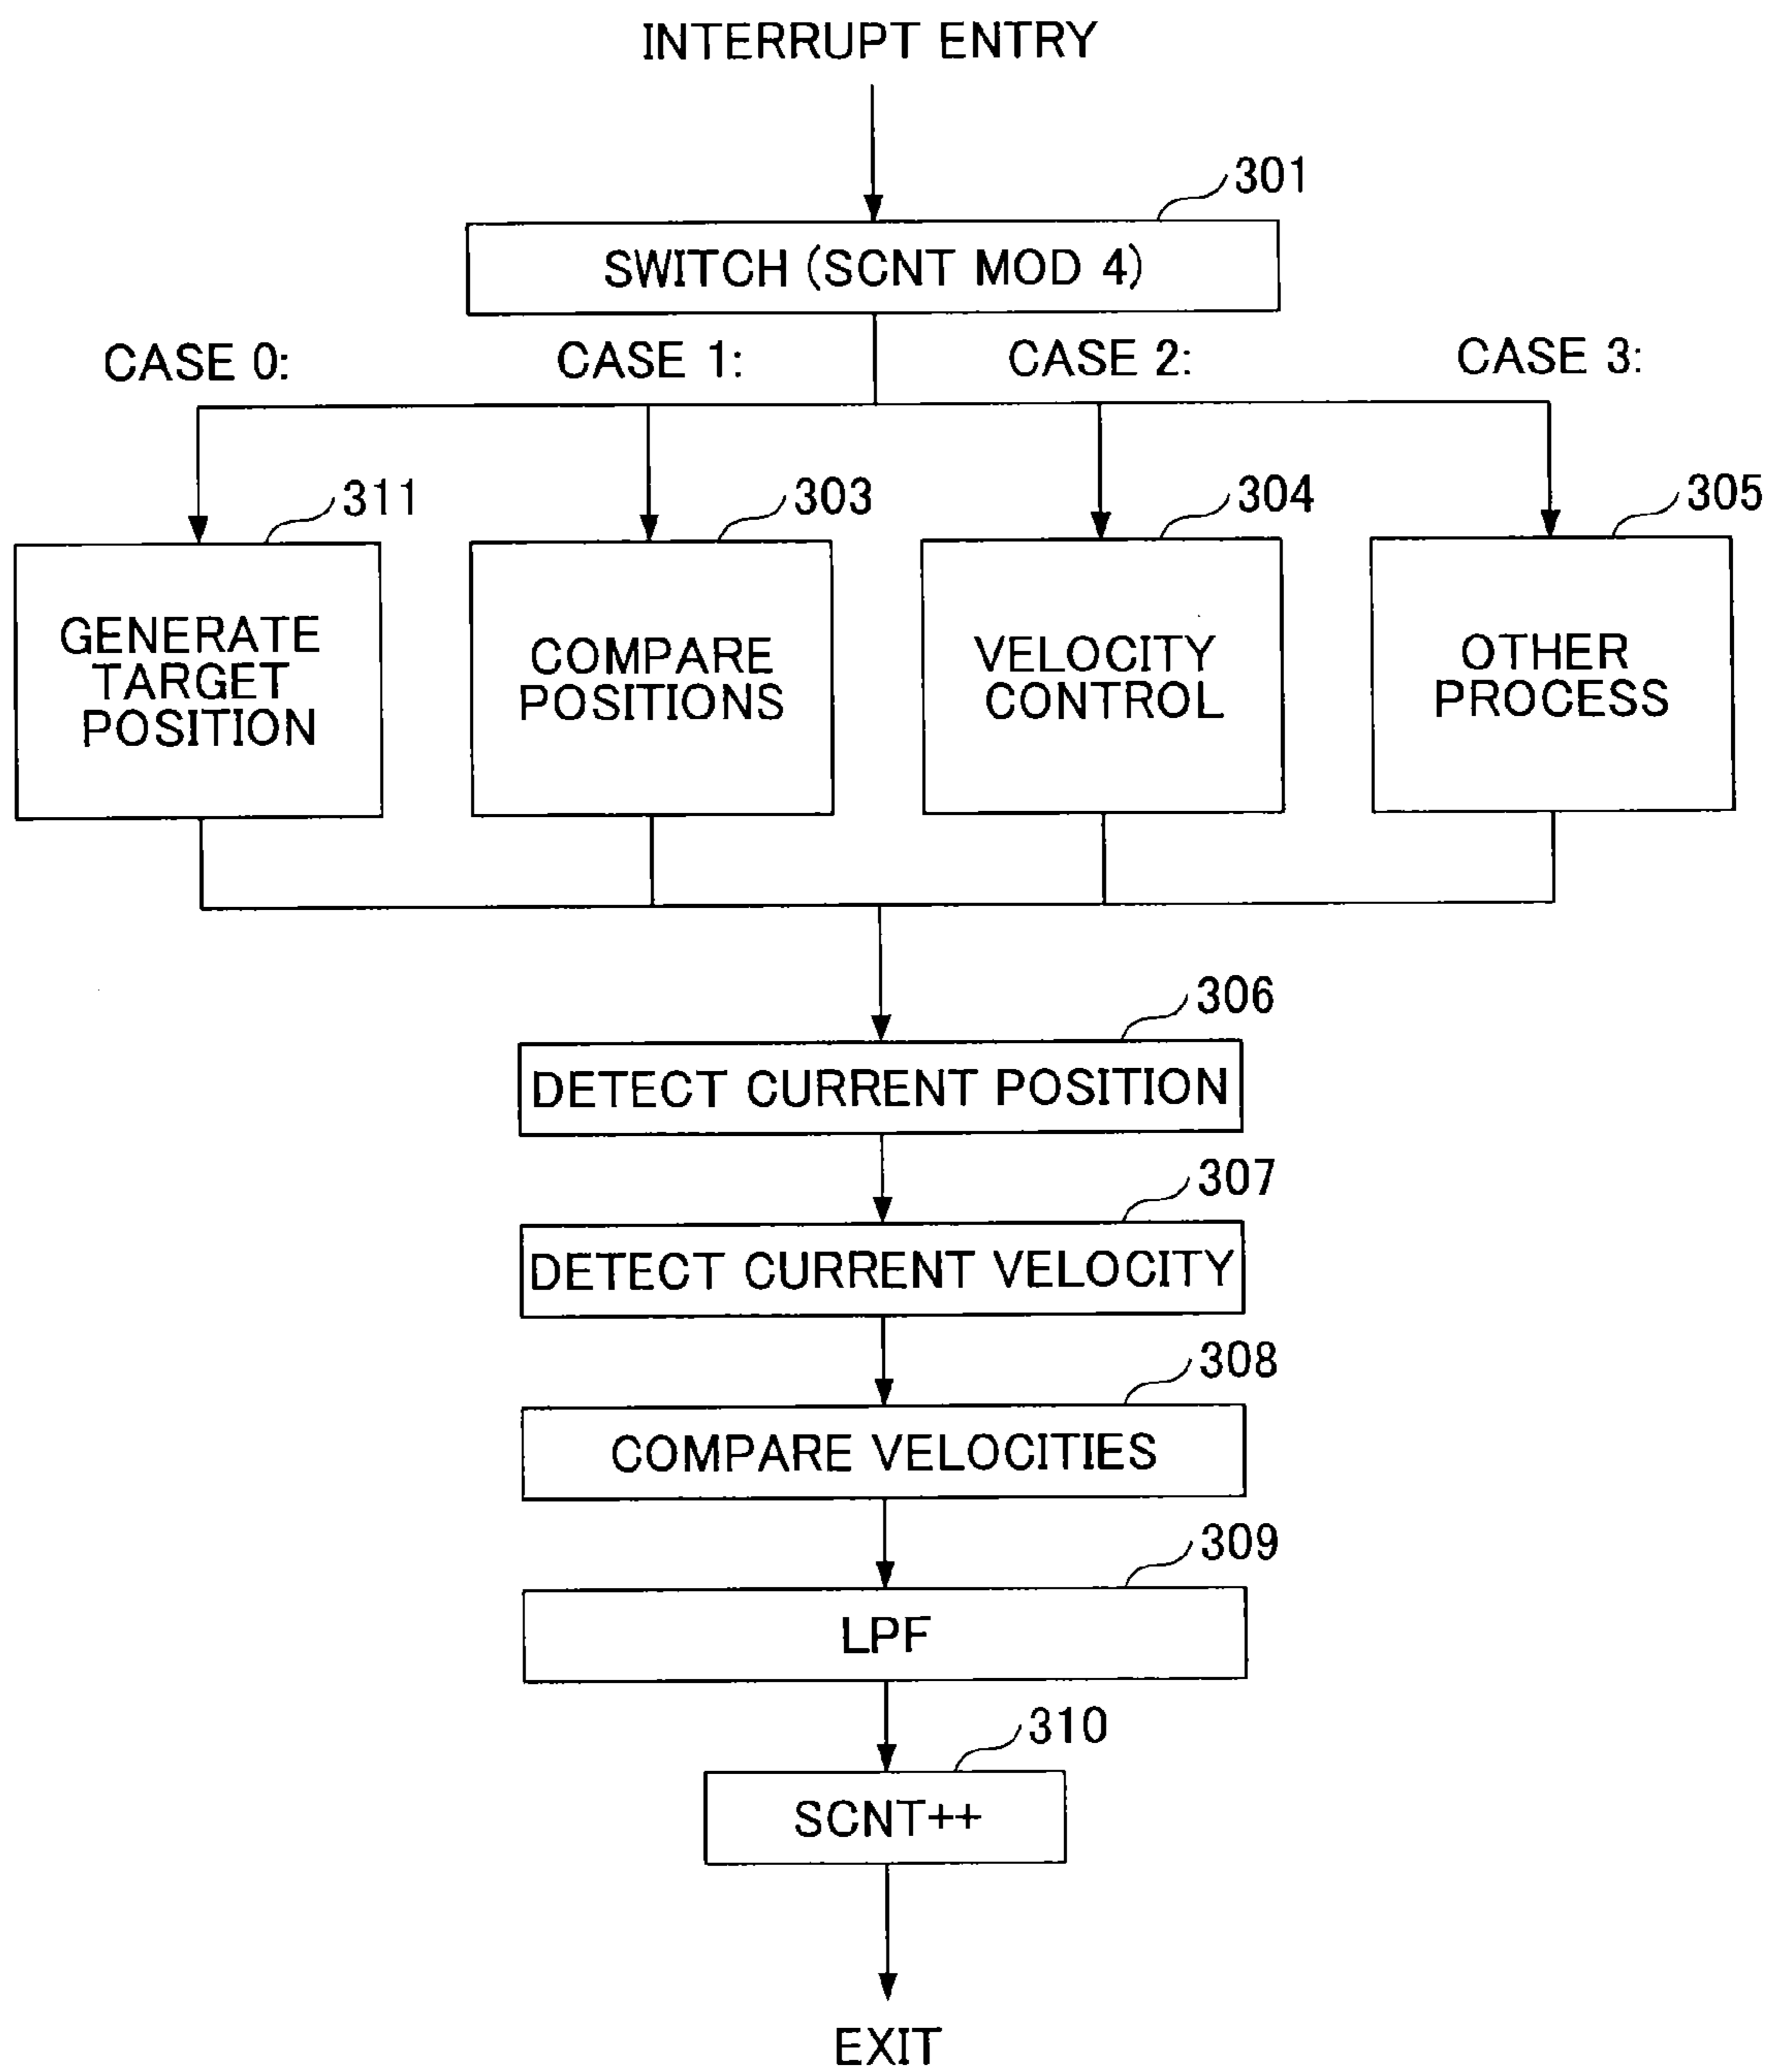 INTERRUPT ENTRY
301
SWITCH (SCNT MOD 4)
CASE 0:
CASE 1:
CASE 2:
CASE 3:
311
303
304
305
GENERATE
TARGET
POSITION
COMPARE
POSITIONS
VELOCITY
CONTROL
OTHER
PROCESS
306
DETECT CURRENT POSITION
307
DETECT CURRENT VELOCITY
308
COMPARE VELOCITIES
309
LPF
310
SCNT++
EXIT